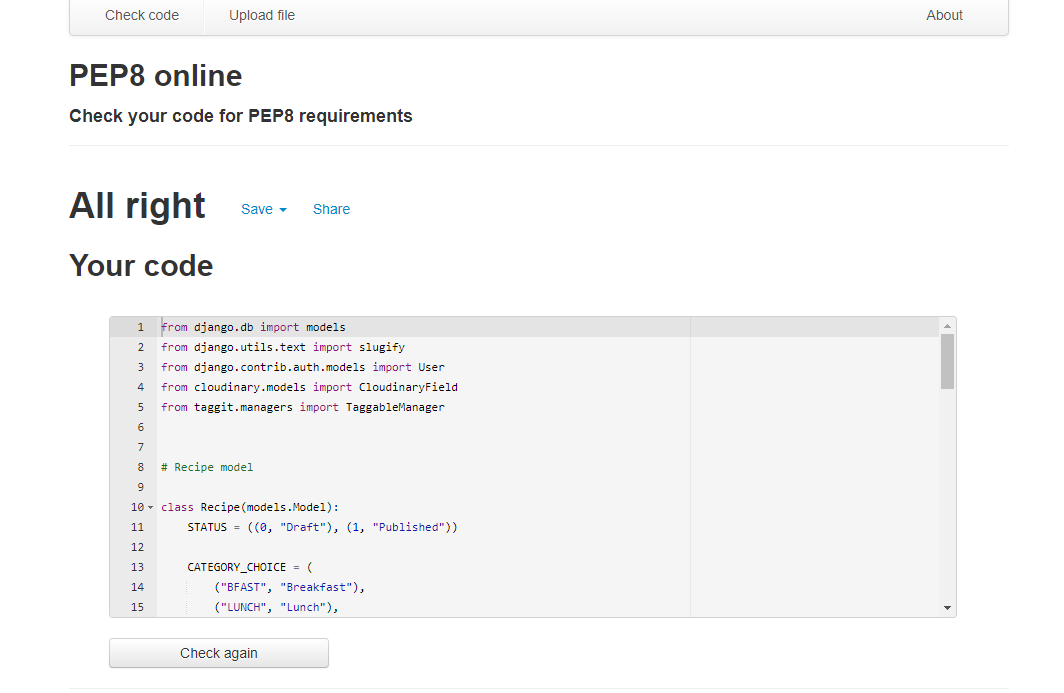 Check code Upload file About
PEP8 online
Check your code for PEP8 requirements
All right Save Share
Your code
1 from django.db import models
2 from django.utils.text import slugify
3 from django.contrib.auth.models import User
4 from cloudinary.models import CloudinaryField
5 from taggit.managers import TaggableManager
6
7
8 # Recipe model
9
10 class Recipe(models.Model):
11     STATUS = ((0, "Draft"), (1, "Published"))
12
13     CATEGORY_CHOICE = (
14         ("BFAST", "Breakfast"),
15         ("LUNCH", "Lunch"),
Check again